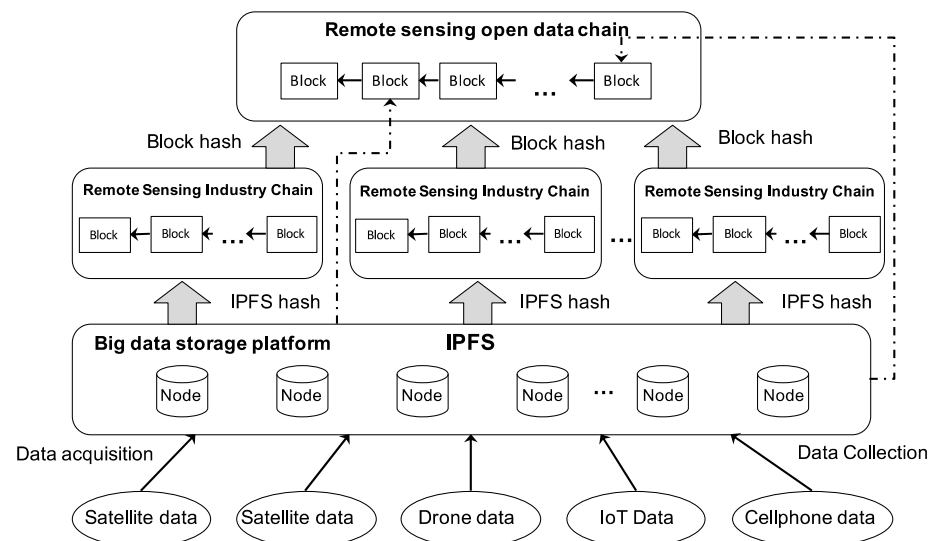 Remote sensing open data chain
Block Block Block ... Block
Block hash Block hash Block hash
Remote Sensing Industry Chain Remote Sensing Industry Chain Remote Sensing Industry Chain
Block Block ... Block Block Block ... Block ... Block Block ... Block
IPFS hash IPFS hash IPFS hash
Big data storage platform IPFS
Node Node Node Node ... Node Node
Data acquisition Data Collection
Satellite data Satellite data Drone data IoT Data Cellphone data